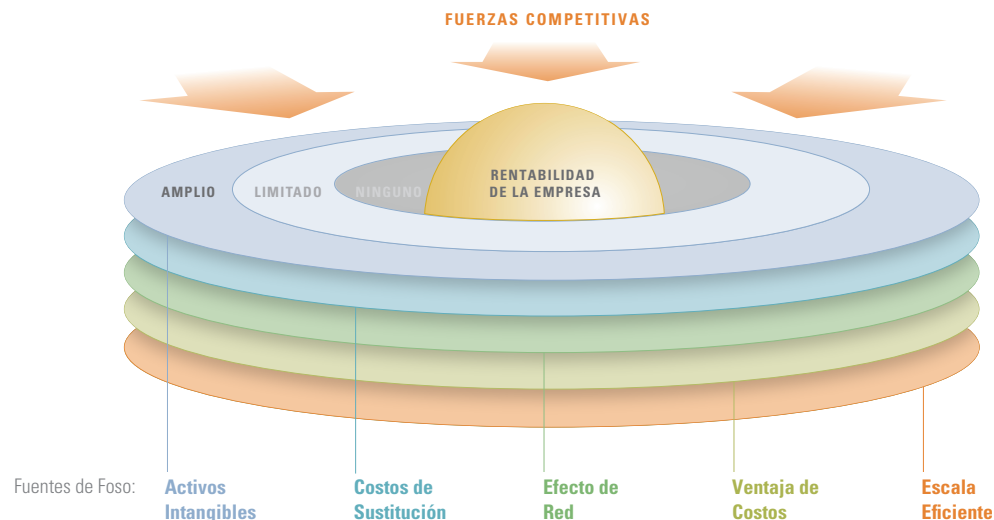 FUERZAS COMPETITIVAS
RENTABILIDAD
DE LA EMPRESA
AMPLIO
LIMITADO
NINGUNO
Fuentes de Foso:
Activos
Intangibles
Costos de
Sustitución
Efecto de
Red
Ventaja de
Costos
Escala
Eficiente